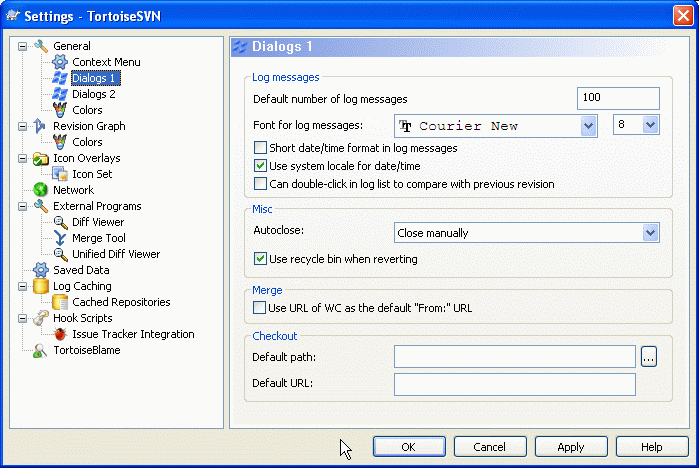 Settings - TortoiseSVN
General
Context Menu
Dialogs 1
Dialogs 2
Colors
Revision Graph
Colors
Icon Overlays
Icon Set
Network
External Programs
Diff Viewer
Merge Tool
Unified Diff Viewer
Saved Data
Log Caching
Cached Repositories
Hook Scripts
Issue Tracker Integration
TortoiseBlame
Dialogs 1
Log messages
Default number of log messages 100
Font for log messages: Courier New 8
Short date/time format in log messages
Use system locale for date/time
Can double-click in log list to compare with previous revision
Misc
Autoclose: Close manually
Use recycle bin when reverting
Merge
Use URL of WC as the default "From:" URL
Checkout
Default path: ...
Default URL:
OK Cancel Apply Help